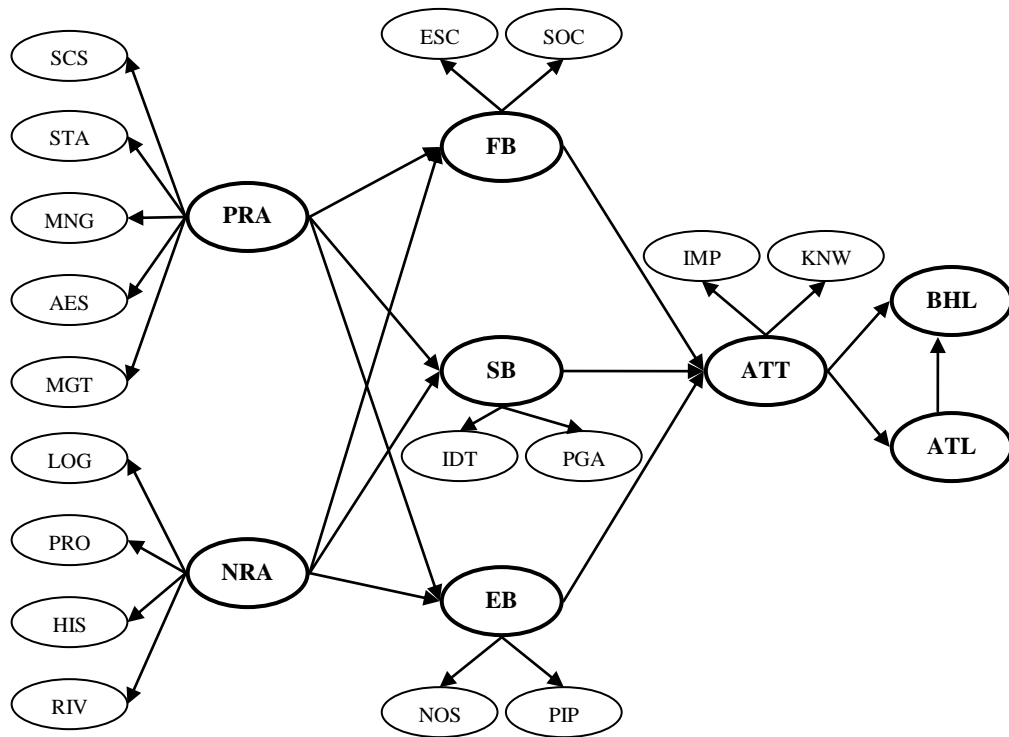 ESC
SOC
SCS
STA
FB
MNG
PRA
IMP
KNW
AES
BHL
MGT
SB
ATT
LOG
IDT
PGA
ATL
PRO
NRA
EB
HIS
RIV
NOS
PIP